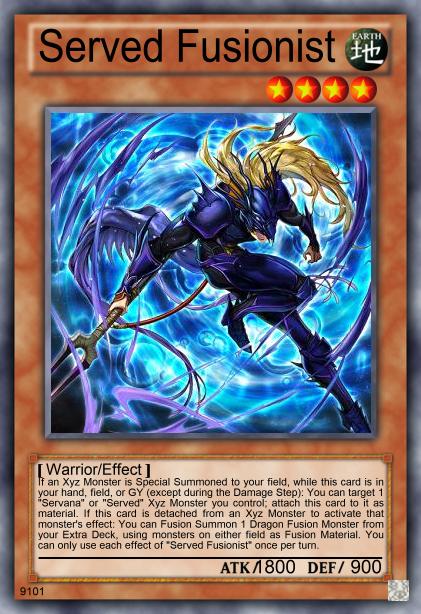 Served Fusionist
EARTH
地
[ Warrior/Effect ]
If an Xyz Monster is Special Summoned to your field, while this card is in
your hand, field, or GY (except during the Damage Step): You can target 1
"Servana" or "Served" Xyz Monster you control; attach this card to it as
material. If this card is detached from an Xyz Monster to activate that
monster's effect: You can Fusion Summon 1 Dragon Fusion Monster from
your Extra Deck, using monsters on either field as Fusion Material. You
can only use each effect of "Served Fusionist" once per turn.
ATK/1800 DEF/ 900
9101